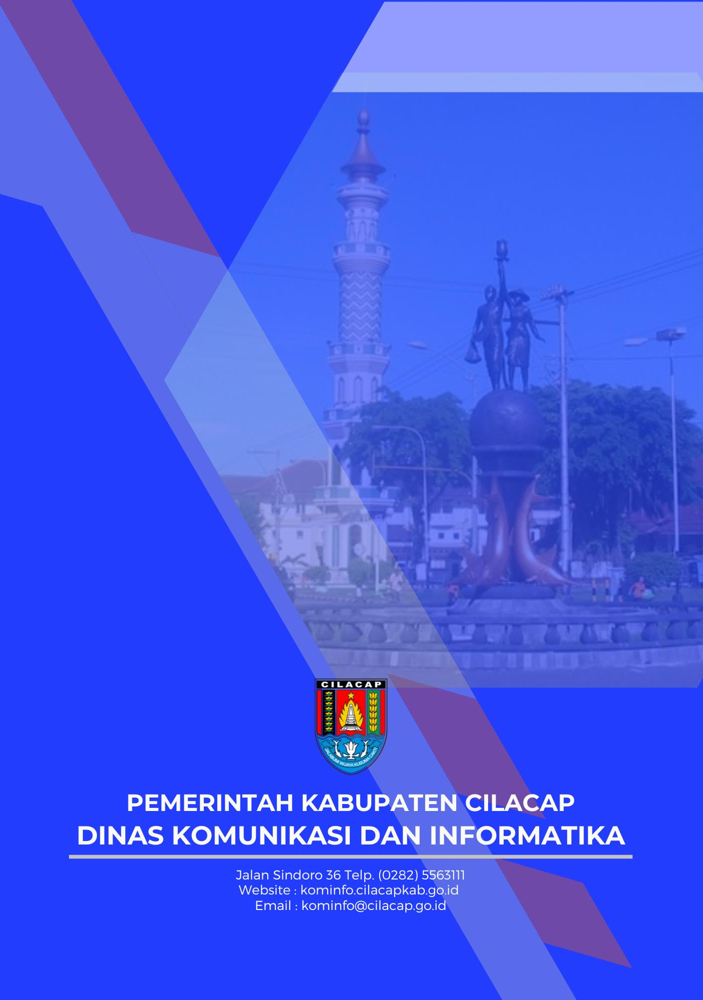 CILACAP
JALABUMI WIJAYA KUSUMA CAKTI
PEMERINTAH KABUPATEN CILACAP
DINAS KOMUNIKASI DAN INFORMATIKA
Jalan Sindoro 36 Telp. (0282) 5563111
Website : kominfo.cilacapkab.go.id
Email : kominfo@cilacap.go.id